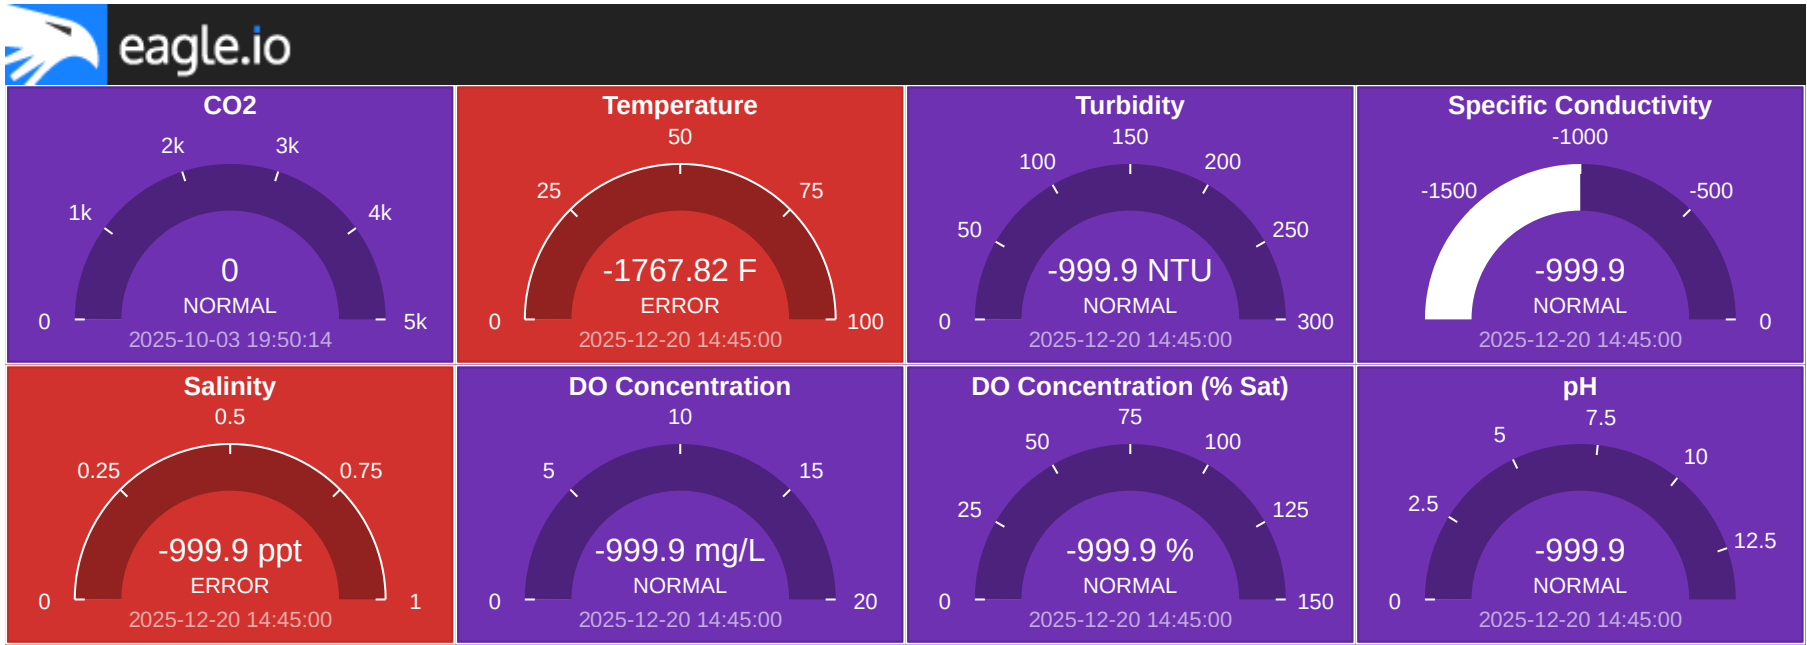 eagle.io
CO2
0
1k
2k
3k
4k
5k
0
NORMAL
2025-10-03 19:50:14
Temperature
0
25
50
75
100
-1767.82 F
ERROR
2025-12-20 14:45:00
Turbidity
0
50
100
150
200
250
300
-999.9 NTU
NORMAL
2025-12-20 14:45:00
Specific Conductivity
-1500
-1000
-500
0
-999.9
NORMAL
2025-12-20 14:45:00
Salinity
0
0.25
0.5
0.75
1
-999.9 ppt
ERROR
2025-12-20 14:45:00
DO Concentration
0
5
10
15
20
-999.9 mg/L
NORMAL
2025-12-20 14:45:00
DO Concentration (% Sat)
0
25
50
75
100
125
150
-999.9 %
NORMAL
2025-12-20 14:45:00
pH
0
2.5
5
7.5
10
12.5
-999.9
NORMAL
2025-12-20 14:45:00